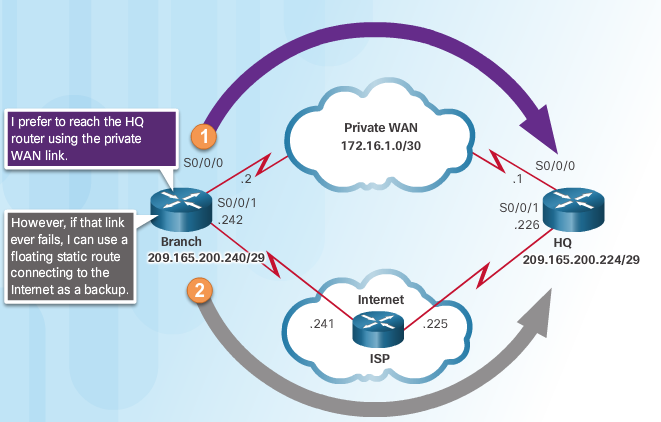 1
I prefer to reach the HQ
router using the private
WAN link.
Private WAN
172.16.1.0/30
S0/0/0
S0/0/0
.2
.1
S0/0/1
.242
S0/0/1
.226
However, if that link
ever fails, I can use a
floating static route
connecting to the
Internet as a backup.
Branch
209.165.200.240/29
HQ
209.165.200.224/29
2
Internet
.241
.225
ISP